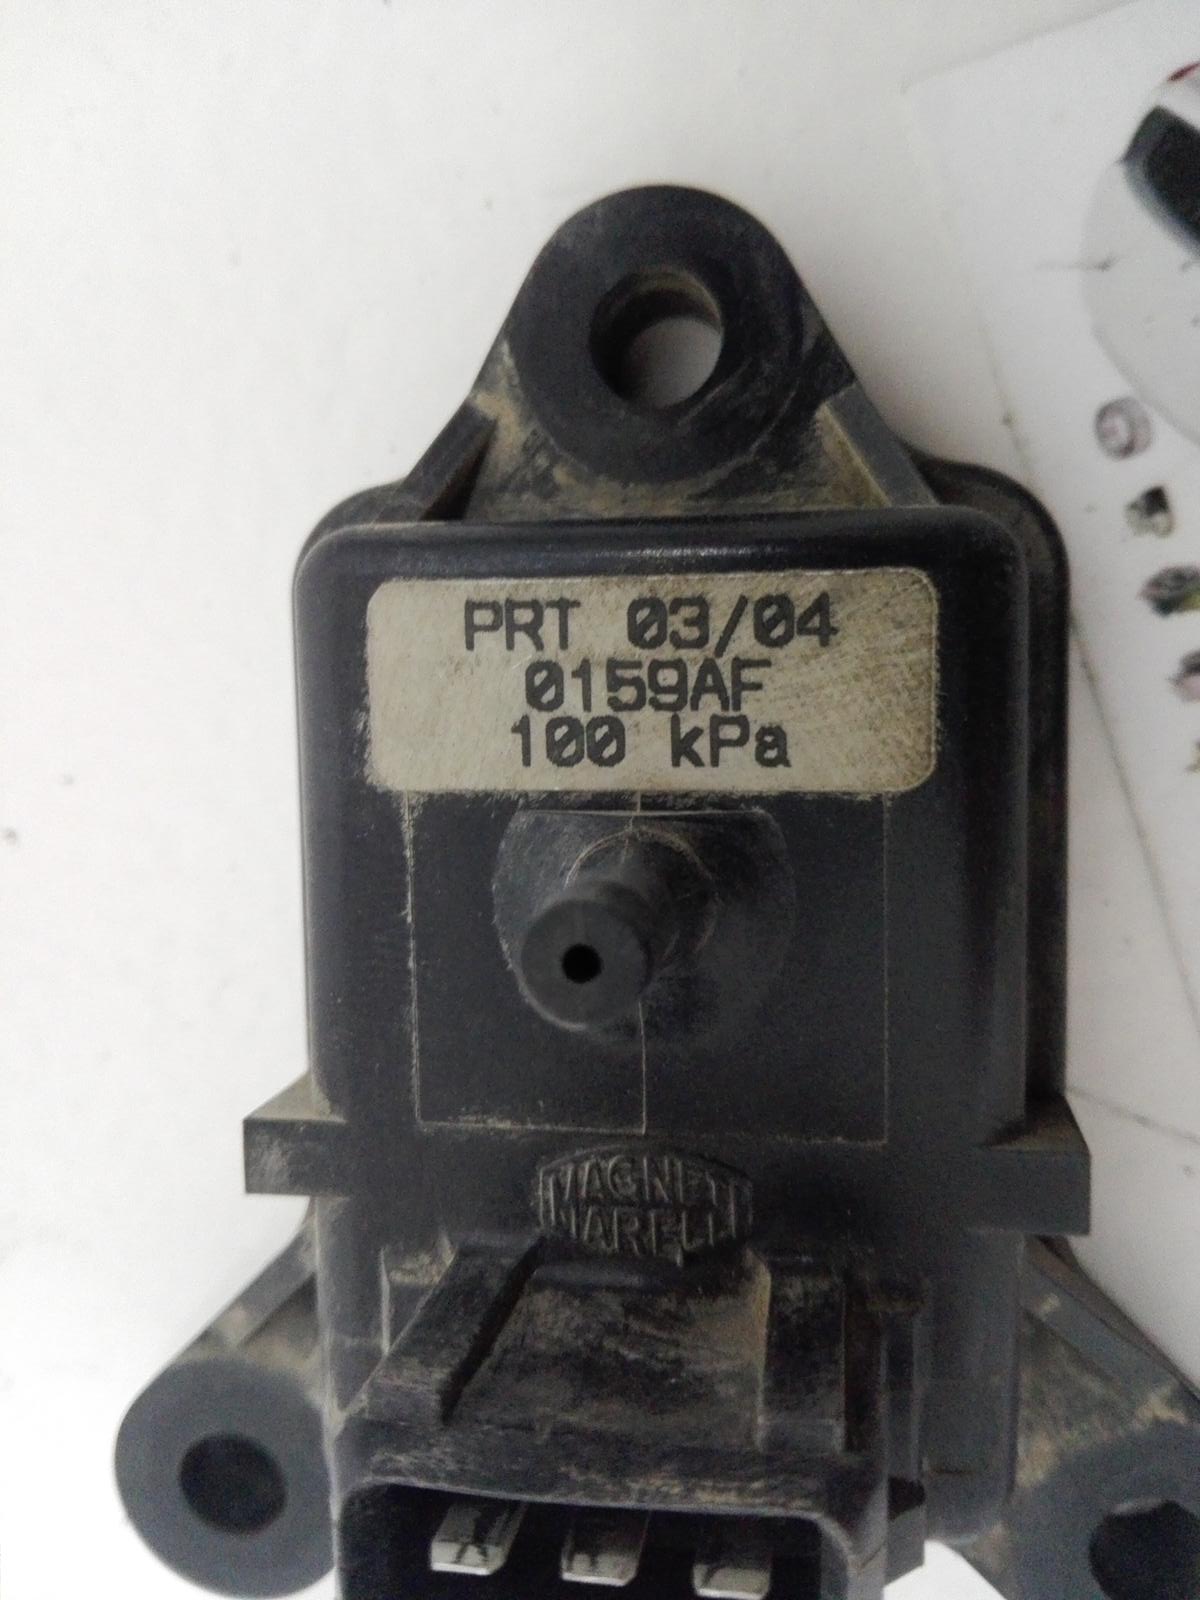 PRT 03/04
0159AF
100 kPa
MAGNETI
MARELLI